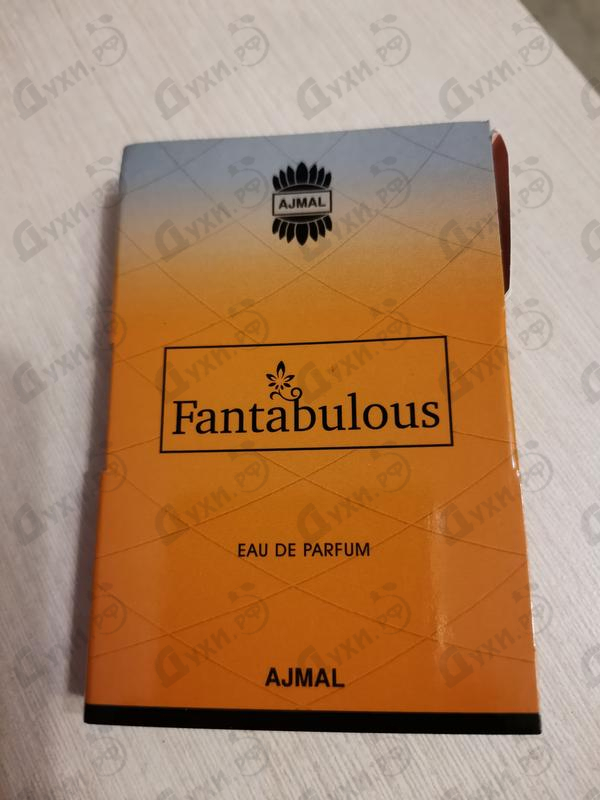 AJMAL
Fantabulous
EAU DE PARFUM
AJMAL
Духи.рф